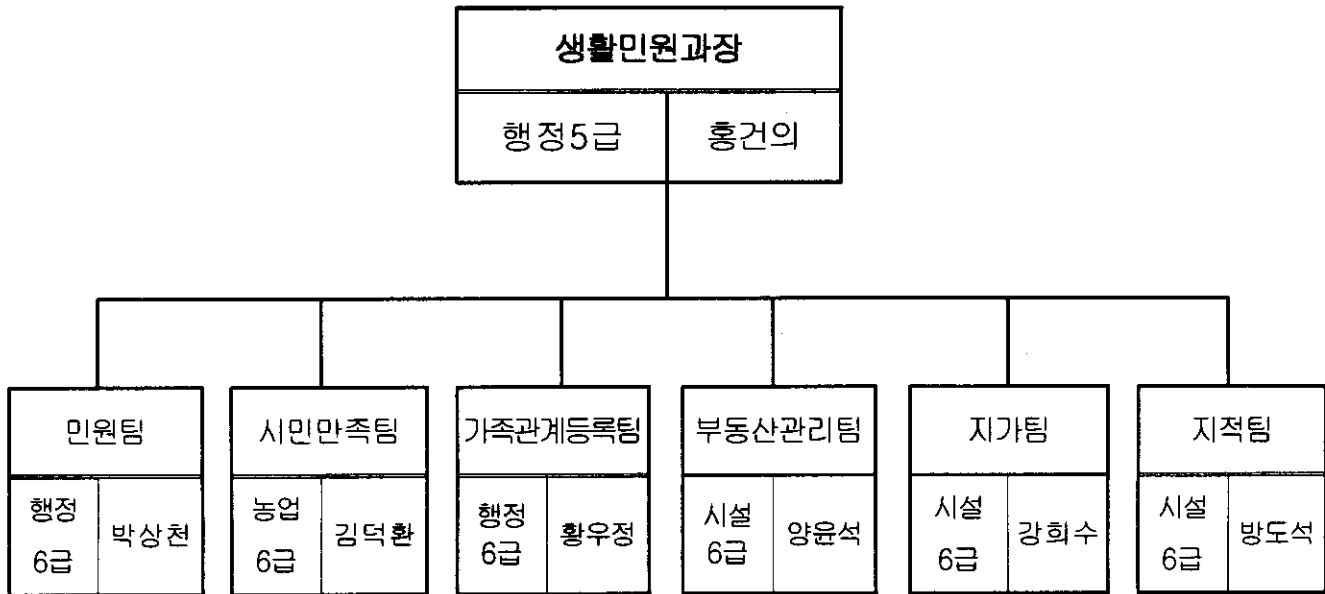 생활민원과장
행정5급 홍건의
민원팀 시민만족팀 가족관계등록팀 부동산관리팀 지가팀 지적팀
행정 농업 행정 시설 시설 시설
박상천 김덕환 황우정 양윤석 강희수 방도석
6급 6급 6급 6급 6급 6급